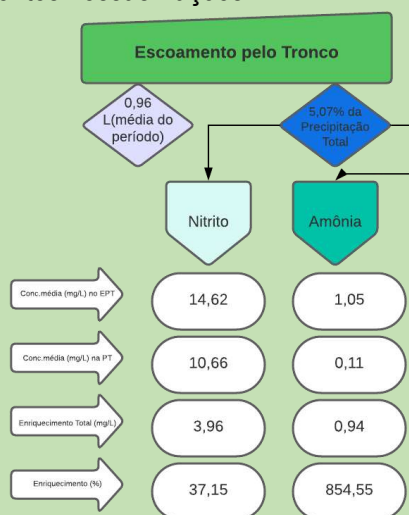 Escoamento pelo Tronco
0,96
L(média do
período)
5,07% da
Precipitação
Total
Nitrito
Amônia
Conc.média (mg/L) no EPT
14,62
1,05
Conc.média (mg/L) na PT
10,66
0,11
Enriquecimento Total (mg/L)
3,96
0,94
Enriquecimento (%)
37,15
854,55